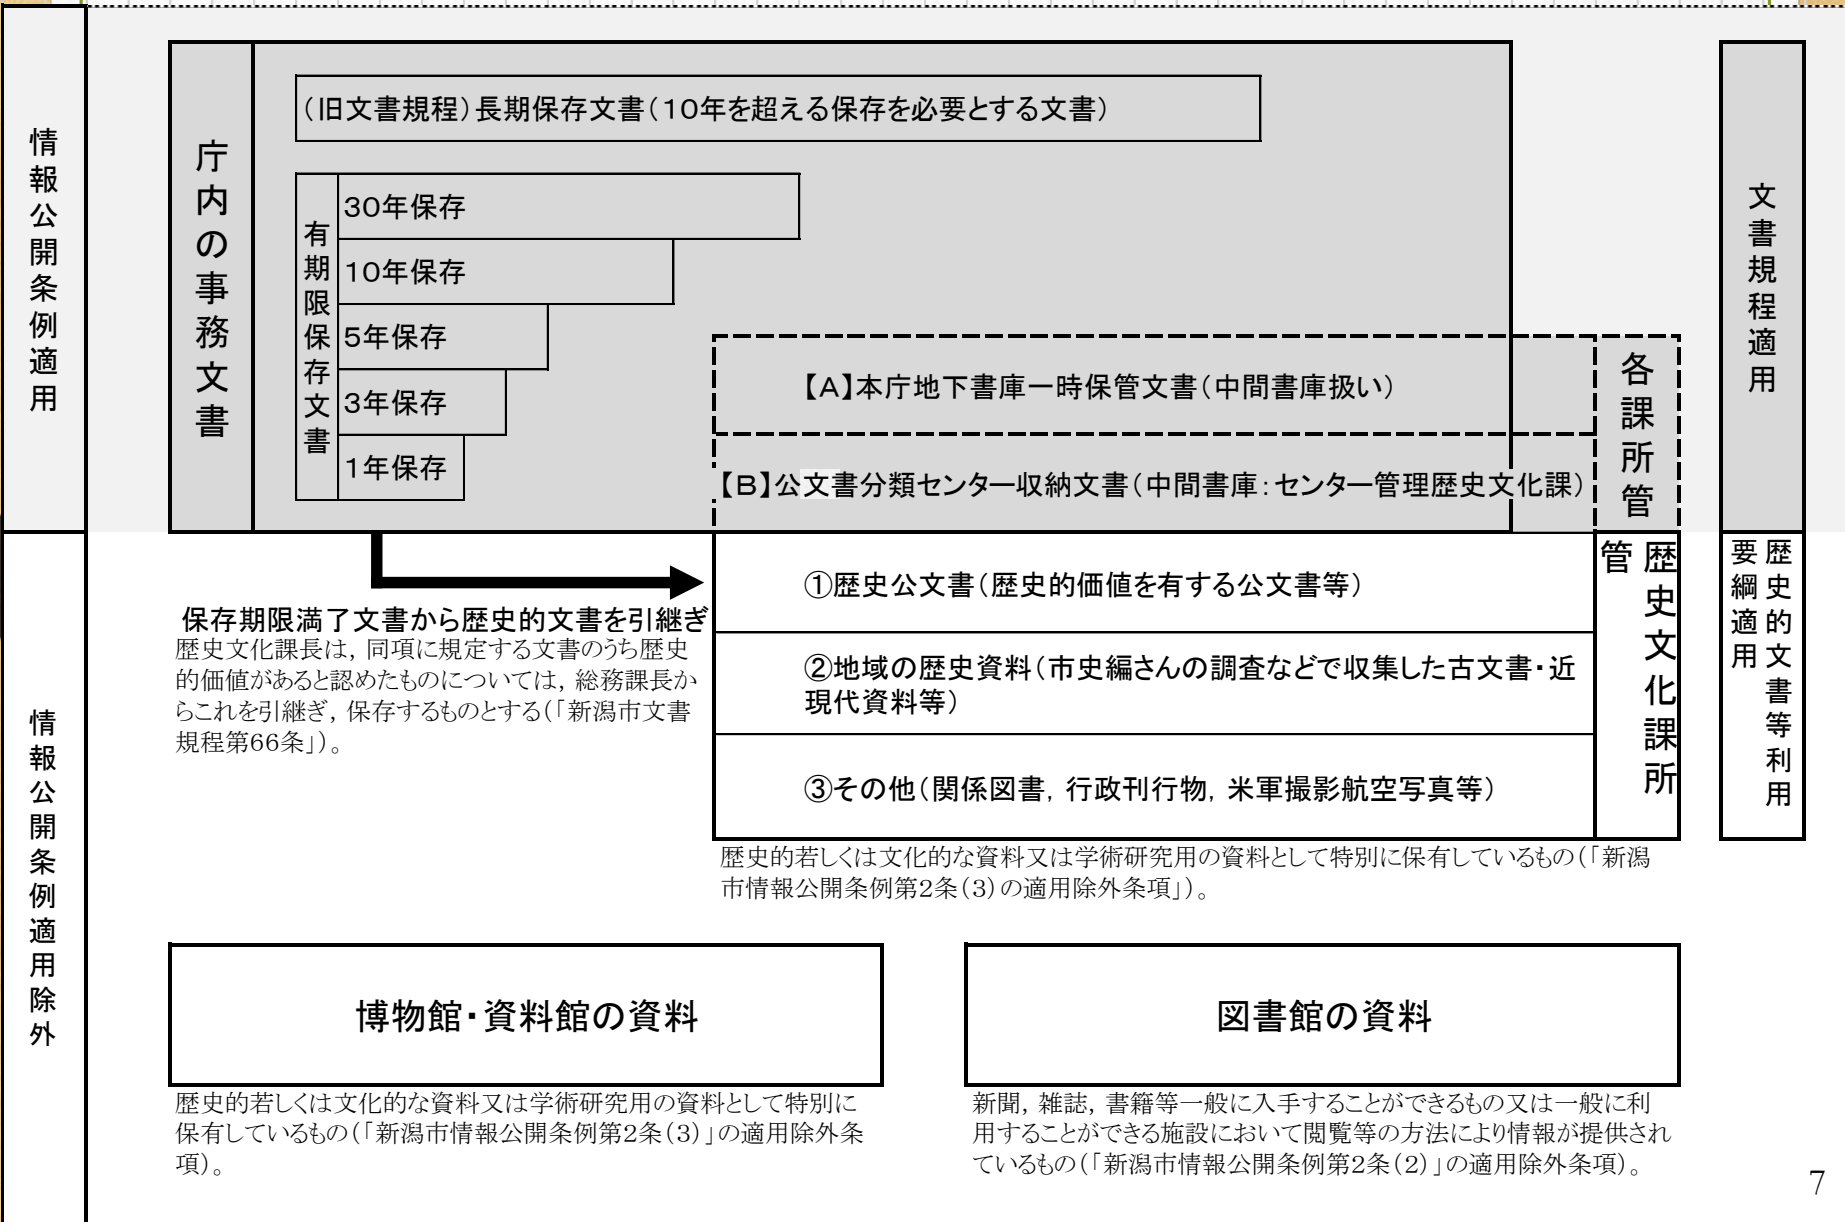 情報公開条例適用
庁内の事務文書
(旧文書規程)長期保存文書(10年を超える保存を必要とする文書)
有期限保存文書
30年保存
10年保存
5年保存
3年保存
1年保存
【A】本庁地下書庫一時保管文書(中間書庫扱い)
【B】公文書分類センター収納文書(中間書庫:センター管理歴史文化課)
各課所管
文書規程適用
情報公開条例適用除外
保存期限満了文書から歴史的文書を引継ぎ
歴史文化課長は,同項に規定する文書のうち歴史
的価値があると認めたものについては,総務課長か
らこれを引継ぎ,保存するものとする(「新潟市文書
規程第66条」)。
①歴史公文書(歴史的価値を有する公文書等)
②地域の歴史資料(市史編さんの調査などで収集した古文書・近
現代資料等)
③その他(関係図書,行政刊行物,米軍撮影航空写真等)
歴史文化課所
管
歴史的文書等利用
要綱適用
歴史的若しくは文化的な資料又は学術研究用の資料として特別に保有しているもの(「新潟
市情報公開条例第2条(3)の適用除外条項」)。
博物館・資料館の資料
歴史的若しくは文化的な資料又は学術研究用の資料として特別に
保有しているもの(「新潟市情報公開条例第2条(3)」の適用除外条
項)。
図書館の資料
新聞,雑誌,書籍等一般に入手することができるもの又は一般に利
用することができる施設において閲覧等の方法により情報が提供され
ているもの(「新潟市情報公開条例第2条(2)」の適用除外条項)。
7